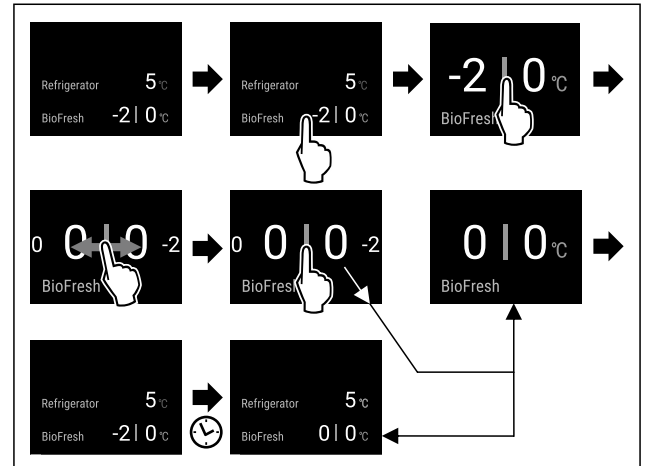 Refrigerator 5 °C
BioFresh -2 | 0 °C
Refrigerator 5 °C
BioFresh -2 | 0 °C
-2 | 0 °C
BioFresh
0 0 | 0 -2
BioFresh
0 0 | 0 -2
BioFresh
0 | 0 °C
BioFresh
Refrigerator 5 °C
BioFresh -2 | 0 °C
Refrigerator 5 °C
BioFresh 0 | 0 °C